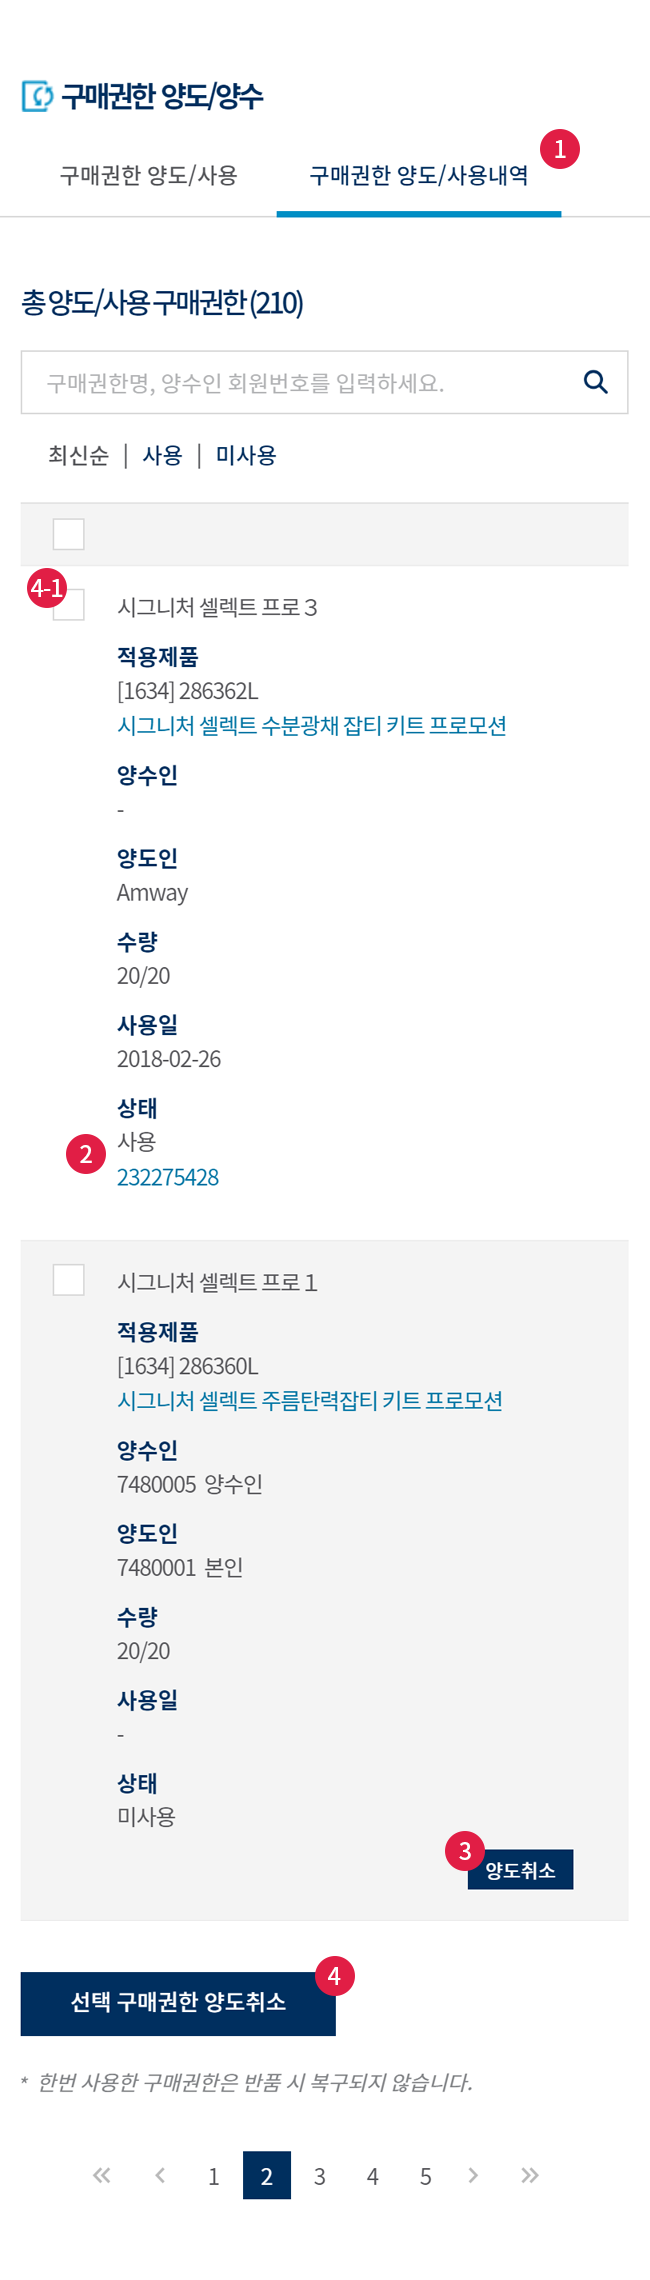 구매권한 양도/양수
1
구매권한 양도/사용 구매권한 양도/사용내역
총 양도/사용 구매권한 (210)
구매권한명, 양수인 회원번호를 입력하세요.
최신순 | 사용 | 미사용
4-1
시그니처 셀렉트 프로 3
적용제품
[1634] 286362L
시그니처 셀렉트 수분광채 잡티 키트 프로모션
양수인
-
양도인
Amway
수량
20/20
사용일
2018-02-26
상태
사용
2
232275428
시그니처 셀렉트 프로 1
적용제품
[1634] 286360L
시그니처 셀렉트 주름탄력잡티 키트 프로모션
양수인
7480005 양수인
양도인
7480001 본인
수량
20/20
사용일
-
상태
미사용
3
양도취소
4
선택 구매권한 양도취소
* 한번 사용한 구매권한은 반품 시 복구되지 않습니다.
« ‹ 1 2 3 4 5 › »